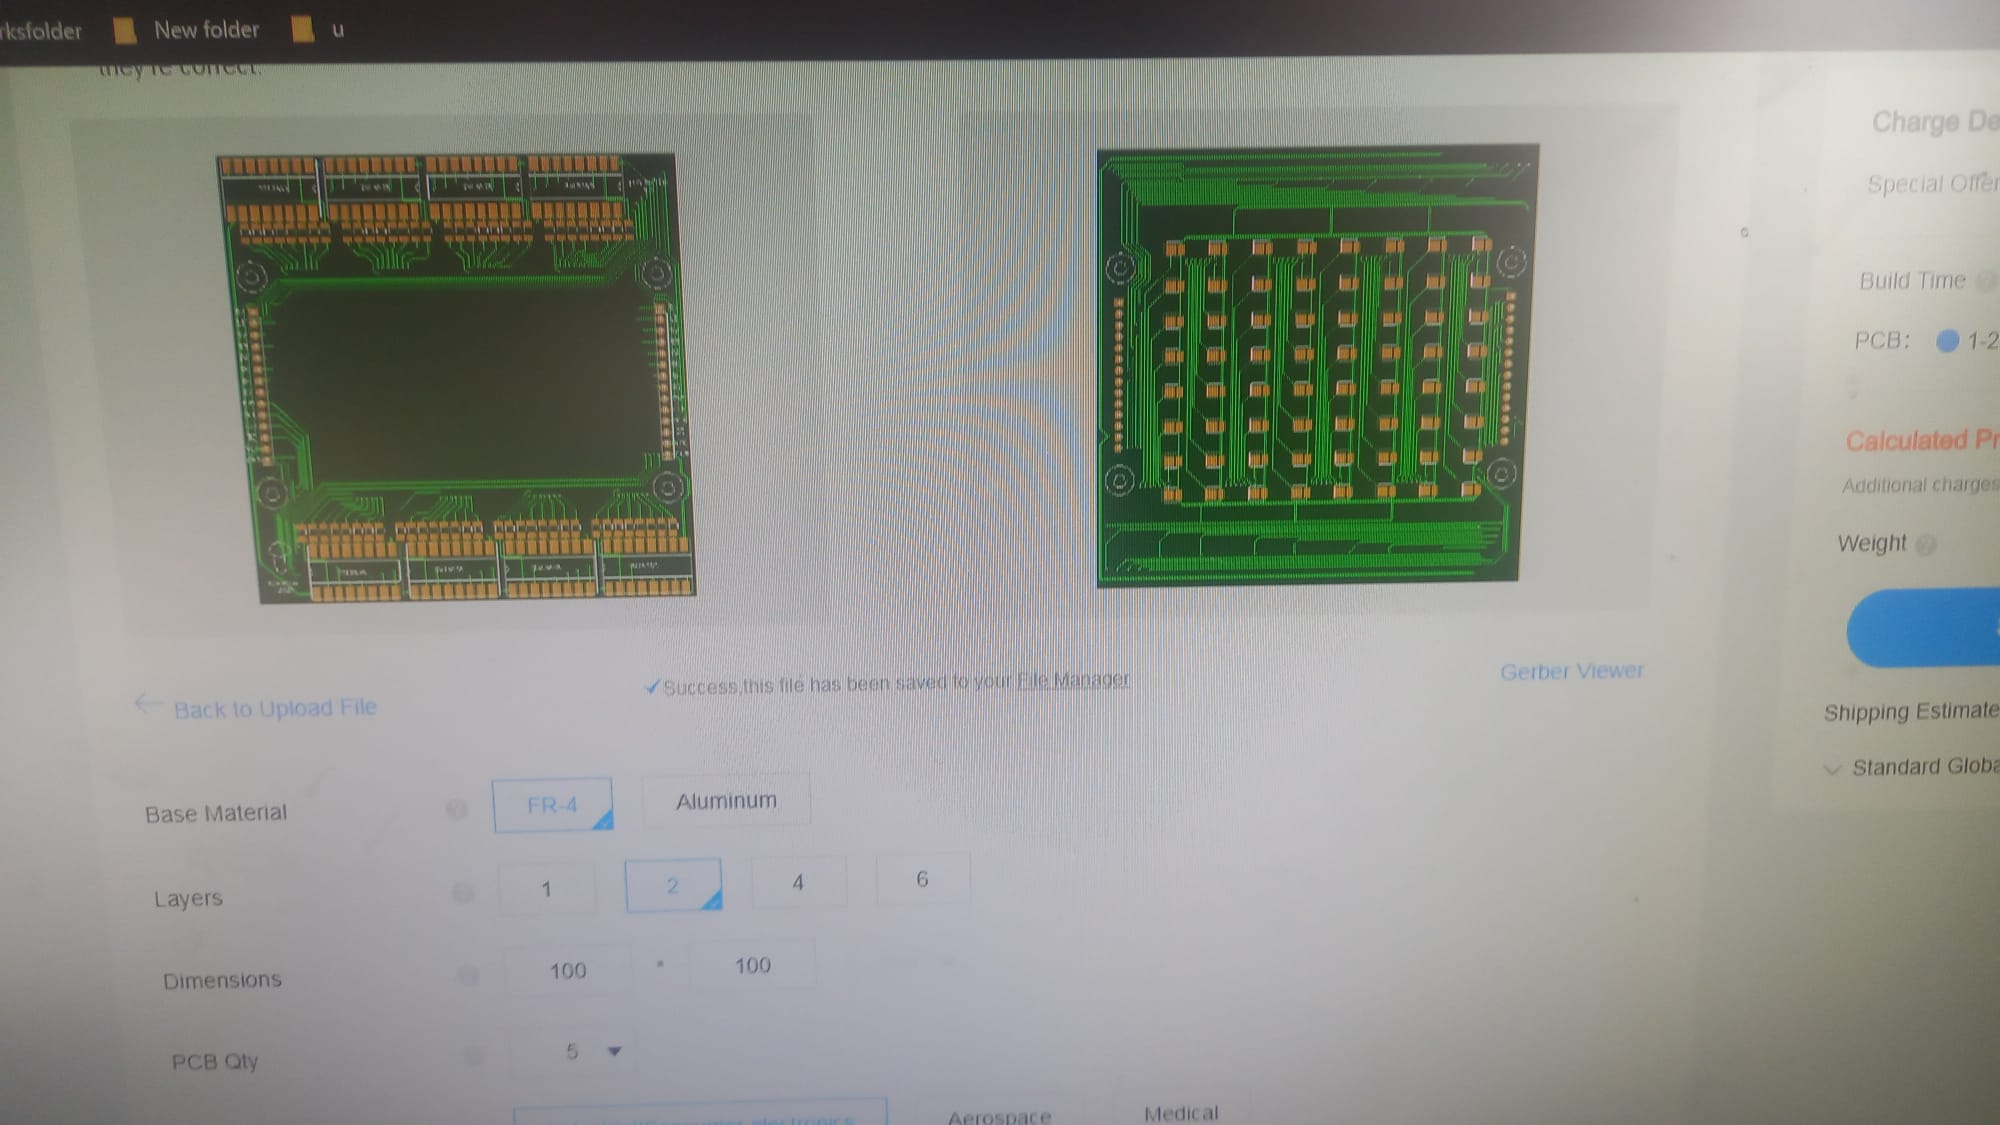 rksfolder New folder u
they're correct.
Charge De
Special Offer
Build Time
PCB: 1-2
Calculated Pr
Additional charges
Weight
Gerber Viewer
✓Success,this file has been saved to your File Manager
← Back to Upload File
Shipping Estimate
Standard Globa
Base Material FR-4 Aluminum
Layers 1 2 4 6
Dimensions 100 * 100
PCB Qty 5
electronics Aerospace Medical